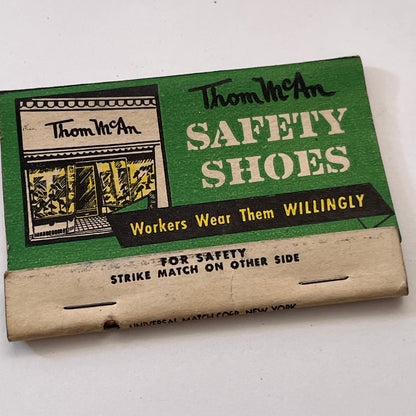 Thom McAn
Thom McAn
SAFETY
SHOES
Workers Wear Them WILLINGLY
FOR SAFETY
STRIKE MATCH ON OTHER SIDE
UNIVERSAL MATCH CORP. NEW YORK